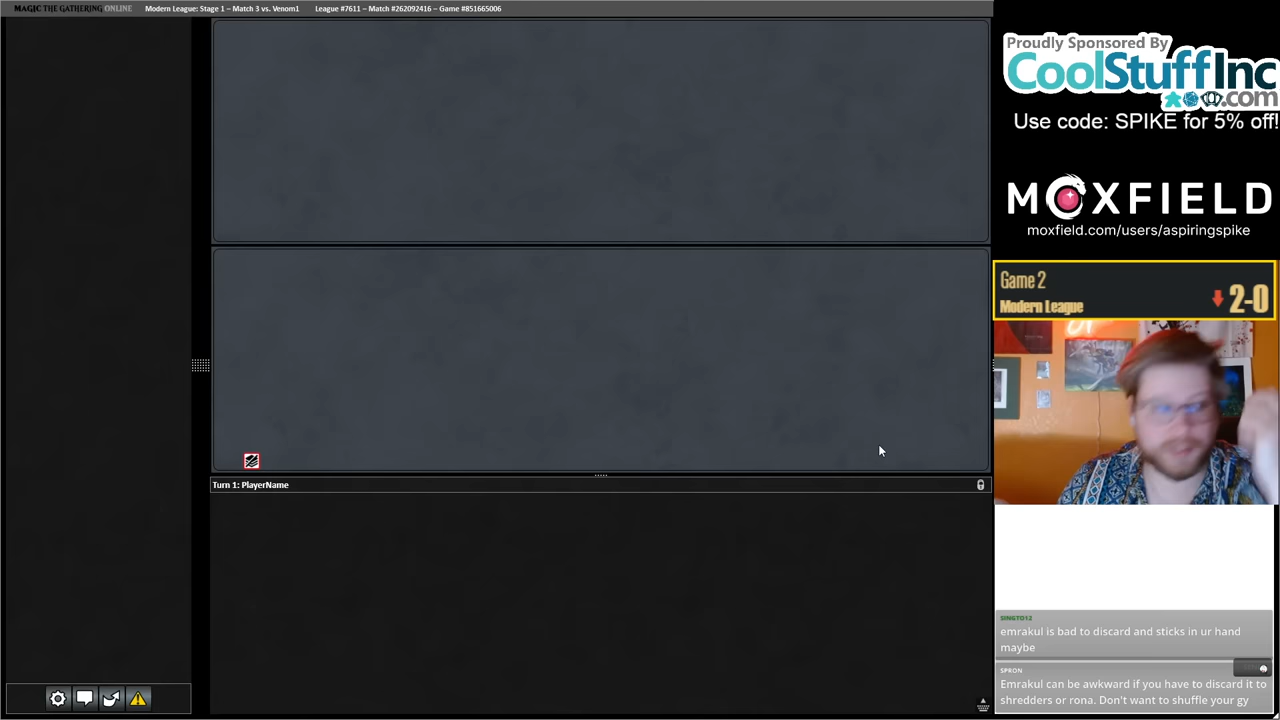 MAGIC THE GATHERING ONLINE
Modern League: Stage 1 – Match 3 vs. Venom1
League #7611 – Match #262092416 – Game #851665006
Proudly Sponsored By
CoolStuffInc
.com
Use code: SPIKE for 5% off!
MOXFIELD
moxfield.com/users/aspiringspike
Game 2
Modern League
2-0
Turn 1: PlayerName
SINGTO12
emrakul is bad to discard and sticks in ur hand
maybe
SPRON
Emrakul can be awkward if you have to discard it to
shredders or rona. Don't want to shuffle your gy